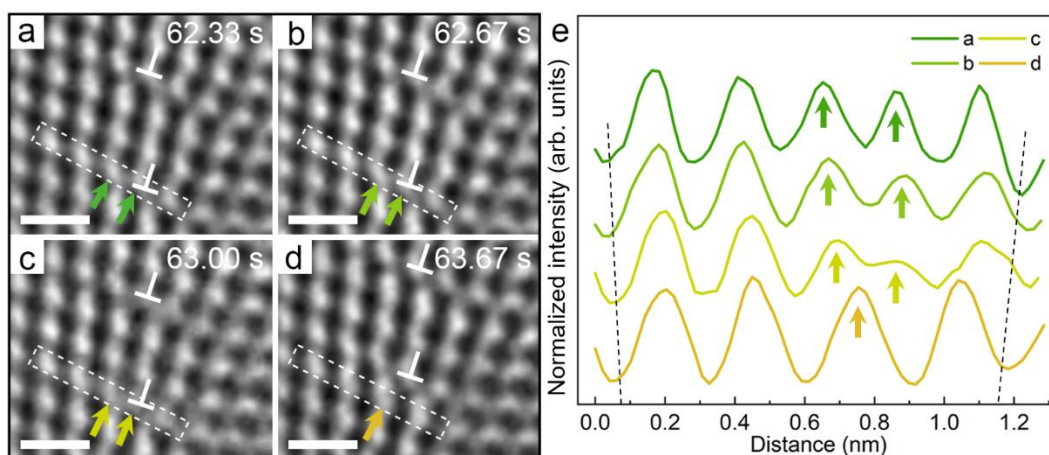 a
62.33 s
b
62.67 s
c
63.00 s
d
63.67 s
e
a
c
b
d
Normalized intensity (arb. units)
0.0 0.2 0.4 0.6 0.8 1.0 1.2
Distance (nm)